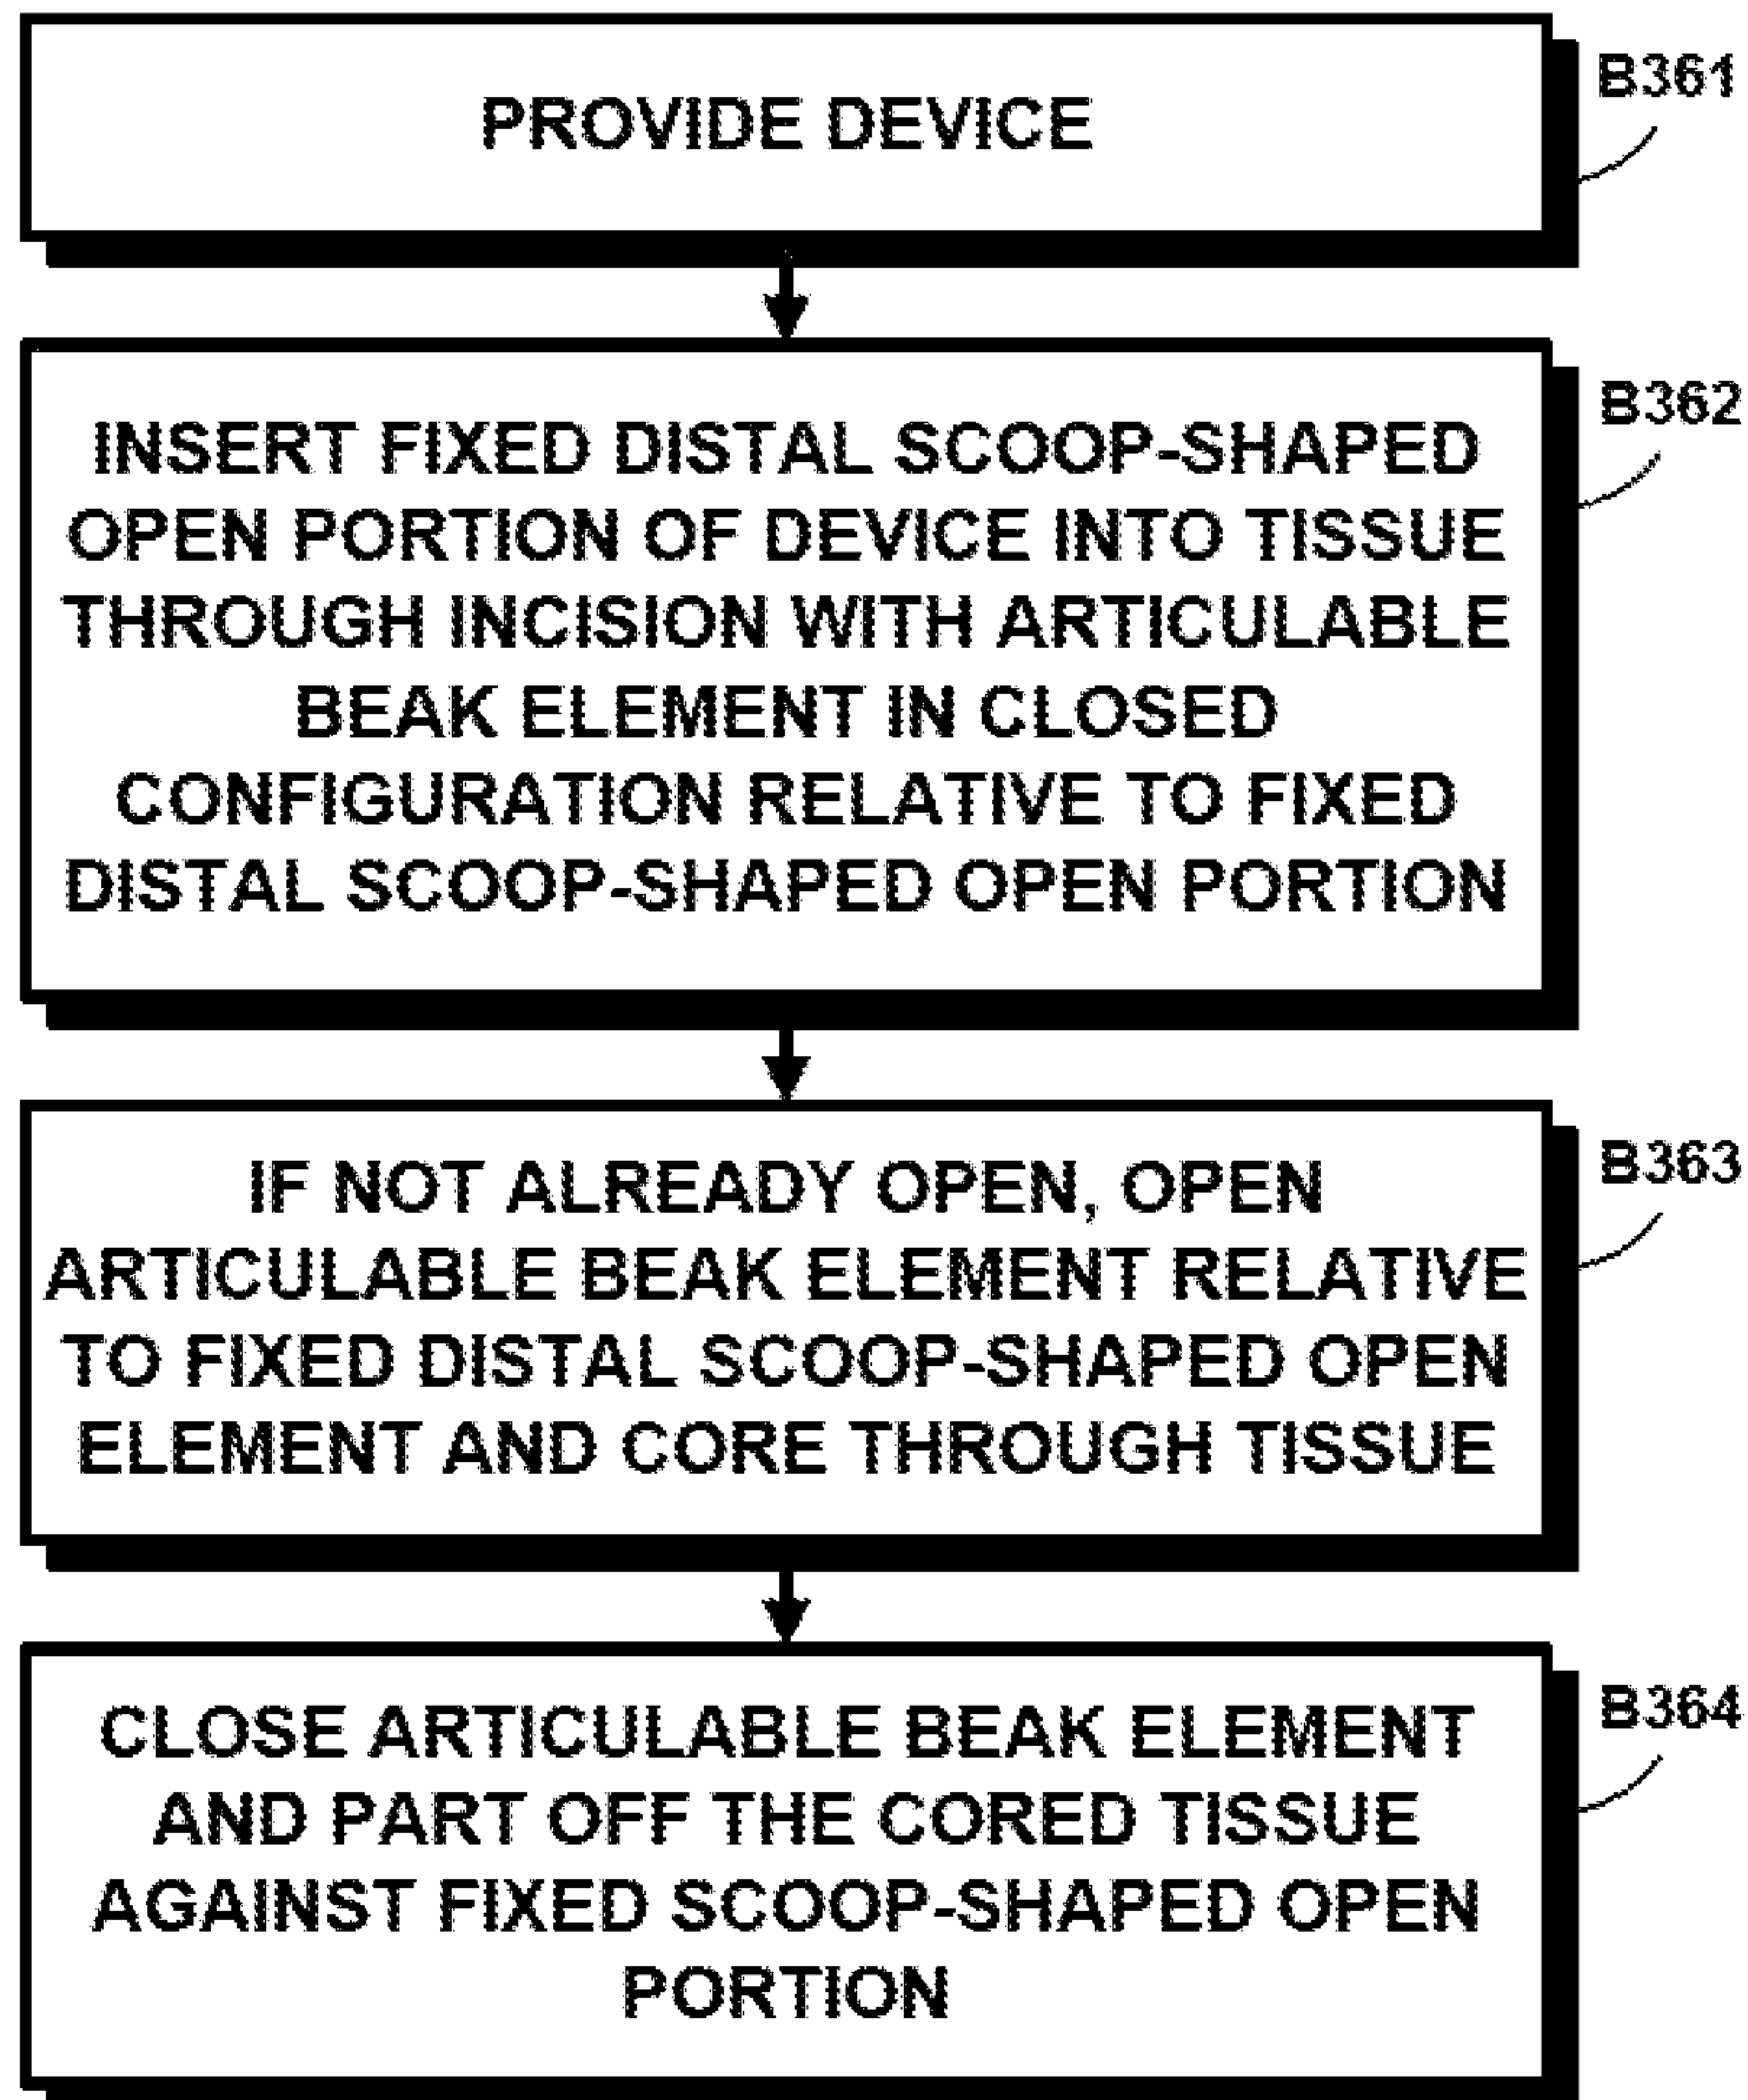 PROVIDE DEVICE
B361
INSERT FIXED DISTAL SCOOP-SHAPED
OPEN PORTION OF DEVICE INTO TISSUE
THROUGH INCISION WITH ARTICULABLE
BEAK ELEMENT IN CLOSED
CONFIGURATION RELATIVE TO FIXED
DISTAL SCOOP-SHAPED OPEN PORTION
B362
IF NOT ALREADY OPEN, OPEN
ARTICULABLE BEAK ELEMENT RELATIVE
TO FIXED DISTAL SCOOP-SHAPED OPEN
ELEMENT AND CORE THROUGH TISSUE
B363
CLOSE ARTICULABLE BEAK ELEMENT
AND PART OFF THE CORED TISSUE
AGAINST FIXED SCOOP-SHAPED OPEN
PORTION
B364